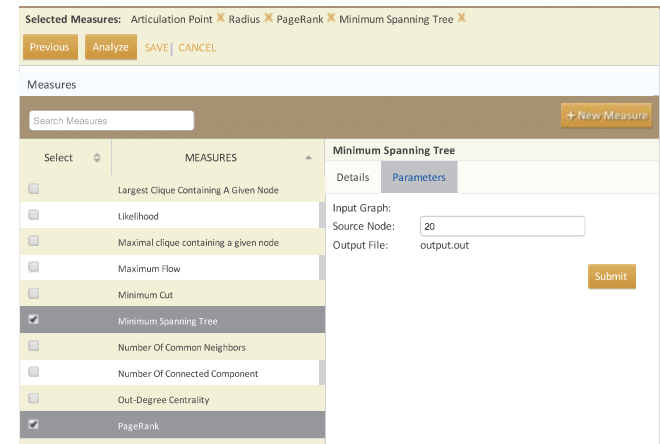 Selected Measures: Articulation Point X Radius X PageRank X Minimum Spanning Tree X
Previous Analyze SAVE | CANCEL
Measures
Search Measures
+ New Measure
Select MEASURES
Largest Clique Containing A Given Node
Likelihood
Maximal clique containing a given node
Maximum Flow
Minimum Cut
Minimum Spanning Tree
Number Of Common Neighbors
Number Of Connected Component
Out-Degree Centrality
PageRank
Minimum Spanning Tree
Details Parameters
Input Graph:
Source Node: 20
Output File: output.out
Submit